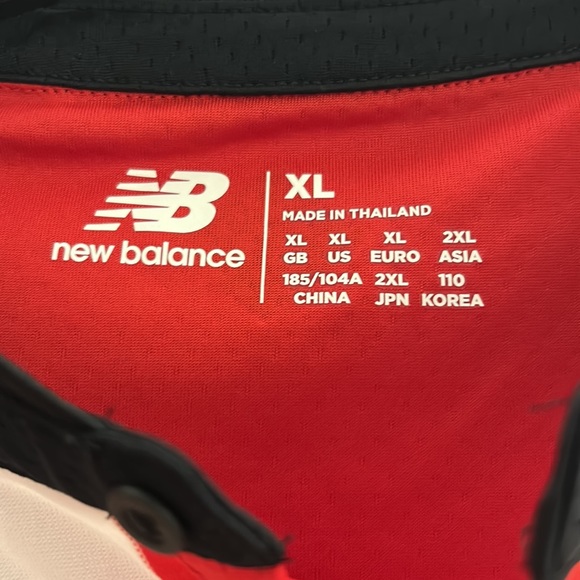 NB
new balance
XL
MADE IN THAILAND
XL XL XL 2XL
GB US EURO ASIA
185/104A 2XL 110
CHINA JPN KOREA